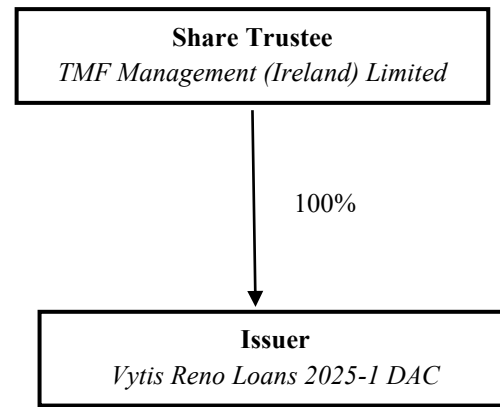 Share Trustee
TMF Management (Ireland) Limited
100%
Issuer
Vytis Reno Loans 2025-1 DAC